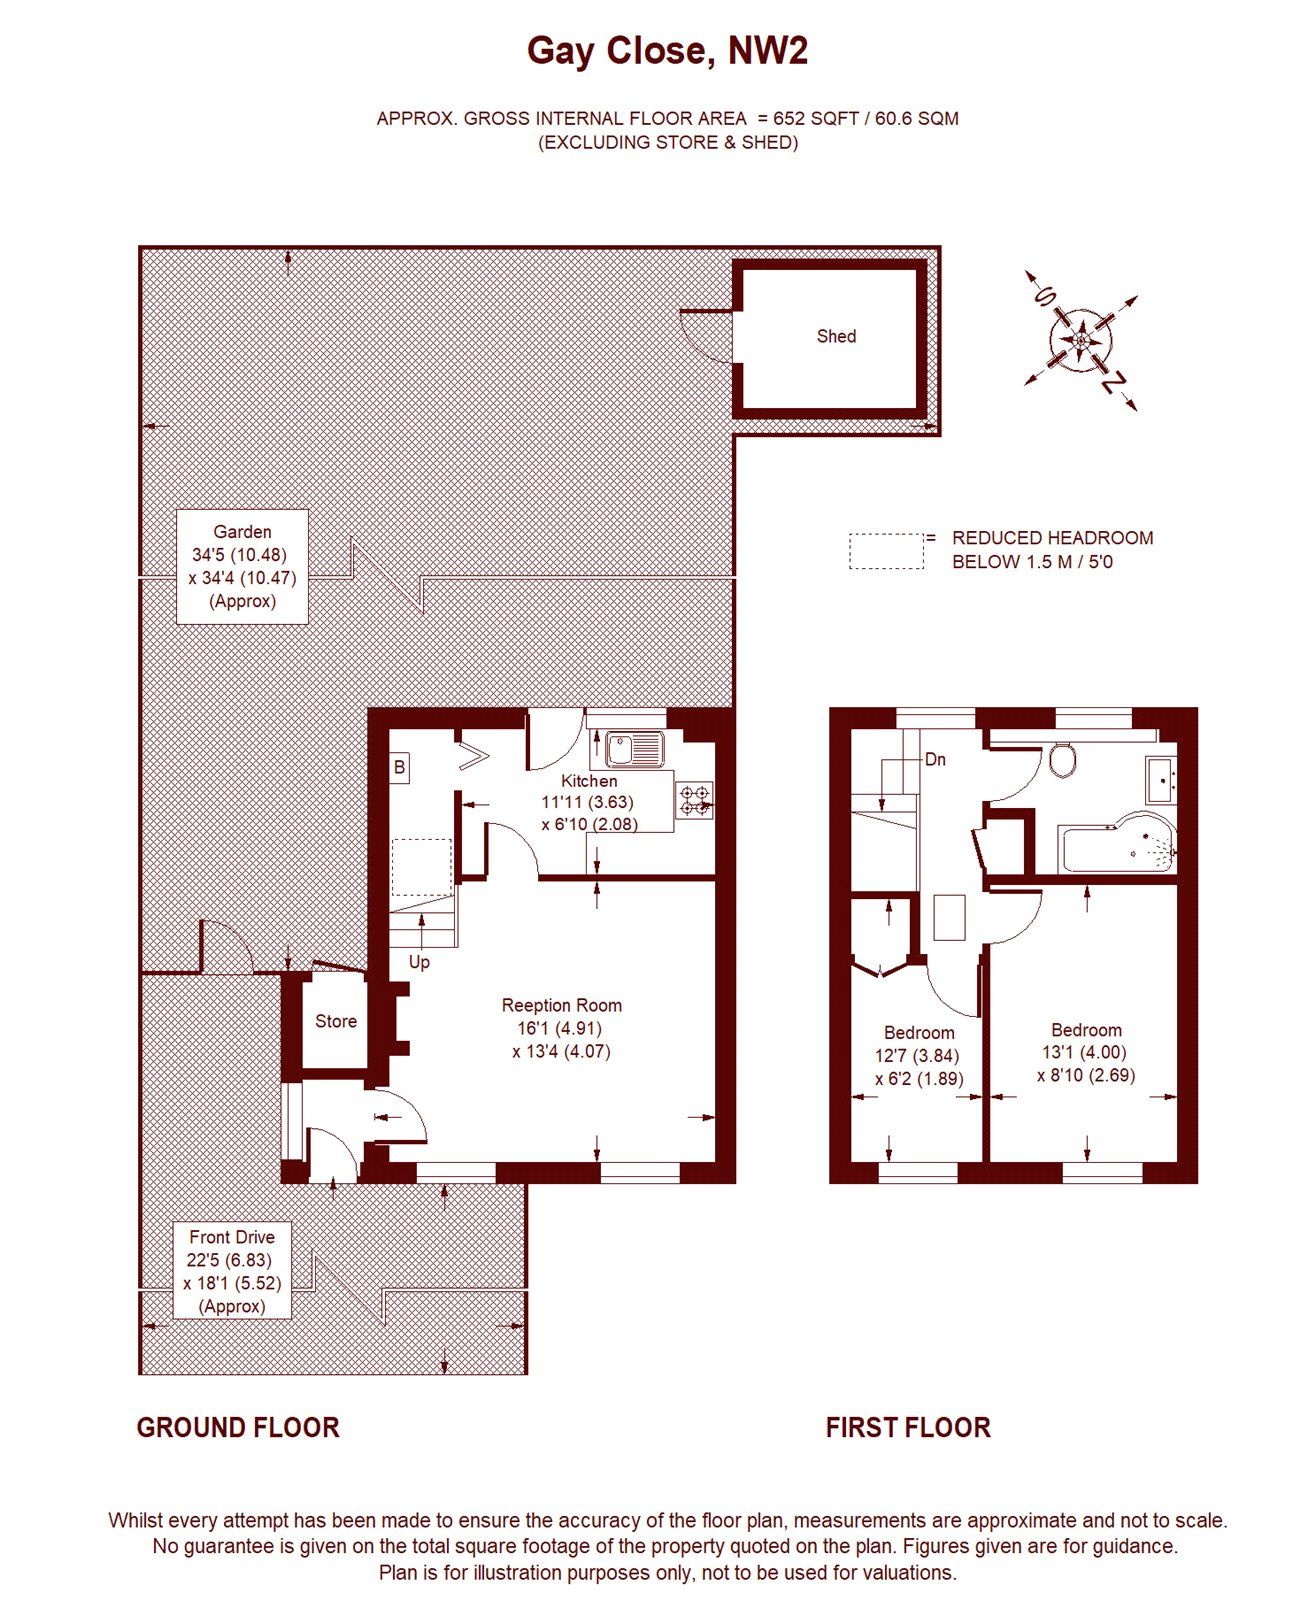 Gay Close, NW2
APPROX. GROSS INTERNAL FLOOR AREA = 652 SQFT / 60.6 SQM
(EXCLUDING STORE & SHED)
Shed
S
N
Garden
34'5 (10.48)
x 34'4 (10.47)
(Approx)
= REDUCED HEADROOM
BELOW 1.5 M / 5'0
B
Kitchen
11'11 (3.63)
x 6'10 (2.08)
Dn
Up
Store
Reeption Room
16'1 (4.91)
x 13'4 (4.07)
Bedroom
12'7 (3.84)
x 6'2 (1.89)
Bedroom
13'1 (4.00)
x 8'10 (2.69)
Front Drive
22'5 (6.83)
x 18'1 (5.52)
(Approx)
GROUND FLOOR
FIRST FLOOR
Whilst every attempt has been made to ensure the accuracy of the floor plan, measurements are approximate and not to scale.
No guarantee is given on the total square footage of the property quoted on the plan. Figures given are for guidance.
Plan is for illustration purposes only, not to be used for valuations.